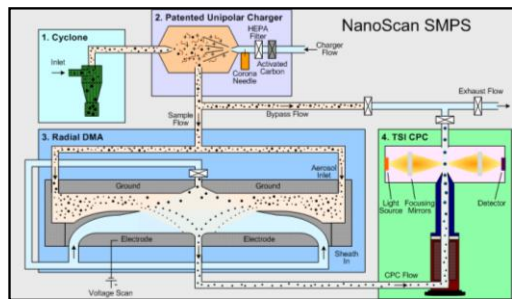 NanoScan SMPS
1. Cyclone
Inlet
2. Patented Unipolar Charger
HEPA
Filter
Corona
Needle
Activated
Carbon
Charger
Flow
Sample
Flow
Bypass Flow
Exhaust Flow
3. Radial DMA
Aerosol
Inlet
Ground
Ground
Electrode
Electrode
Sheath
In
Voltage Scan
4. TSI CPC
Light
Source
Focusing
Mirrors
Detector
CPC Flow